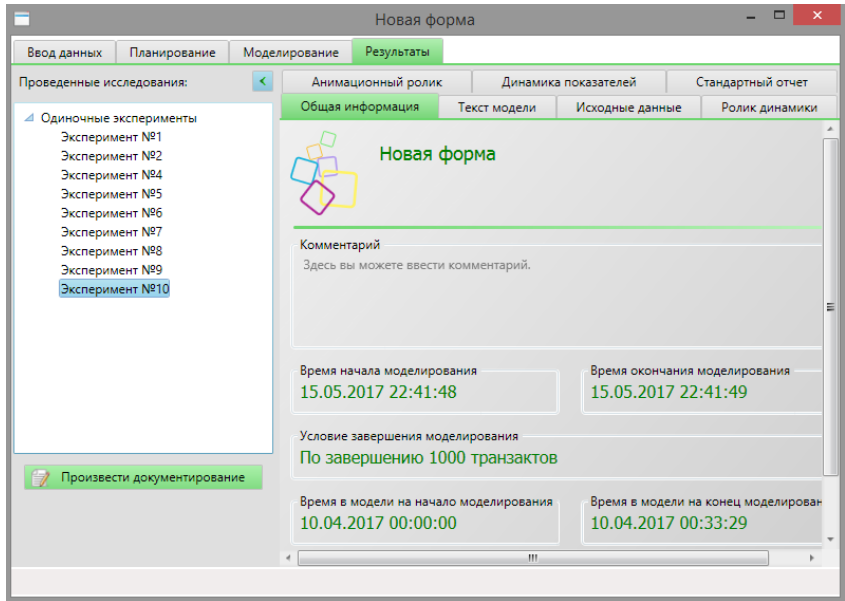 Новая форма
Ввод данных Планирование Моделирование Результаты
Проведенные исследования:
Одиночные эксперименты
Эксперимент №1
Эксперимент №2
Эксперимент №4
Эксперимент №5
Эксперимент №6
Эксперимент №7
Эксперимент №8
Эксперимент №9
Эксперимент №10
Произвести документирование
Анимационный ролик Динамика показателей Стандартный отчет
Общая информация Текст модели Исходные данные Ролик динамики
Новая форма
Комментарий
Здесь вы можете ввести комментарий.
Время начала моделирования Время окончания моделирования
15.05.2017 22:41:48 15.05.2017 22:41:49
Условие завершения моделирования
По завершению 1000 транзактов
Время в модели на начало моделирования Время в модели на конец моделирован
10.04.2017 00:00:00 10.04.2017 00:33:29